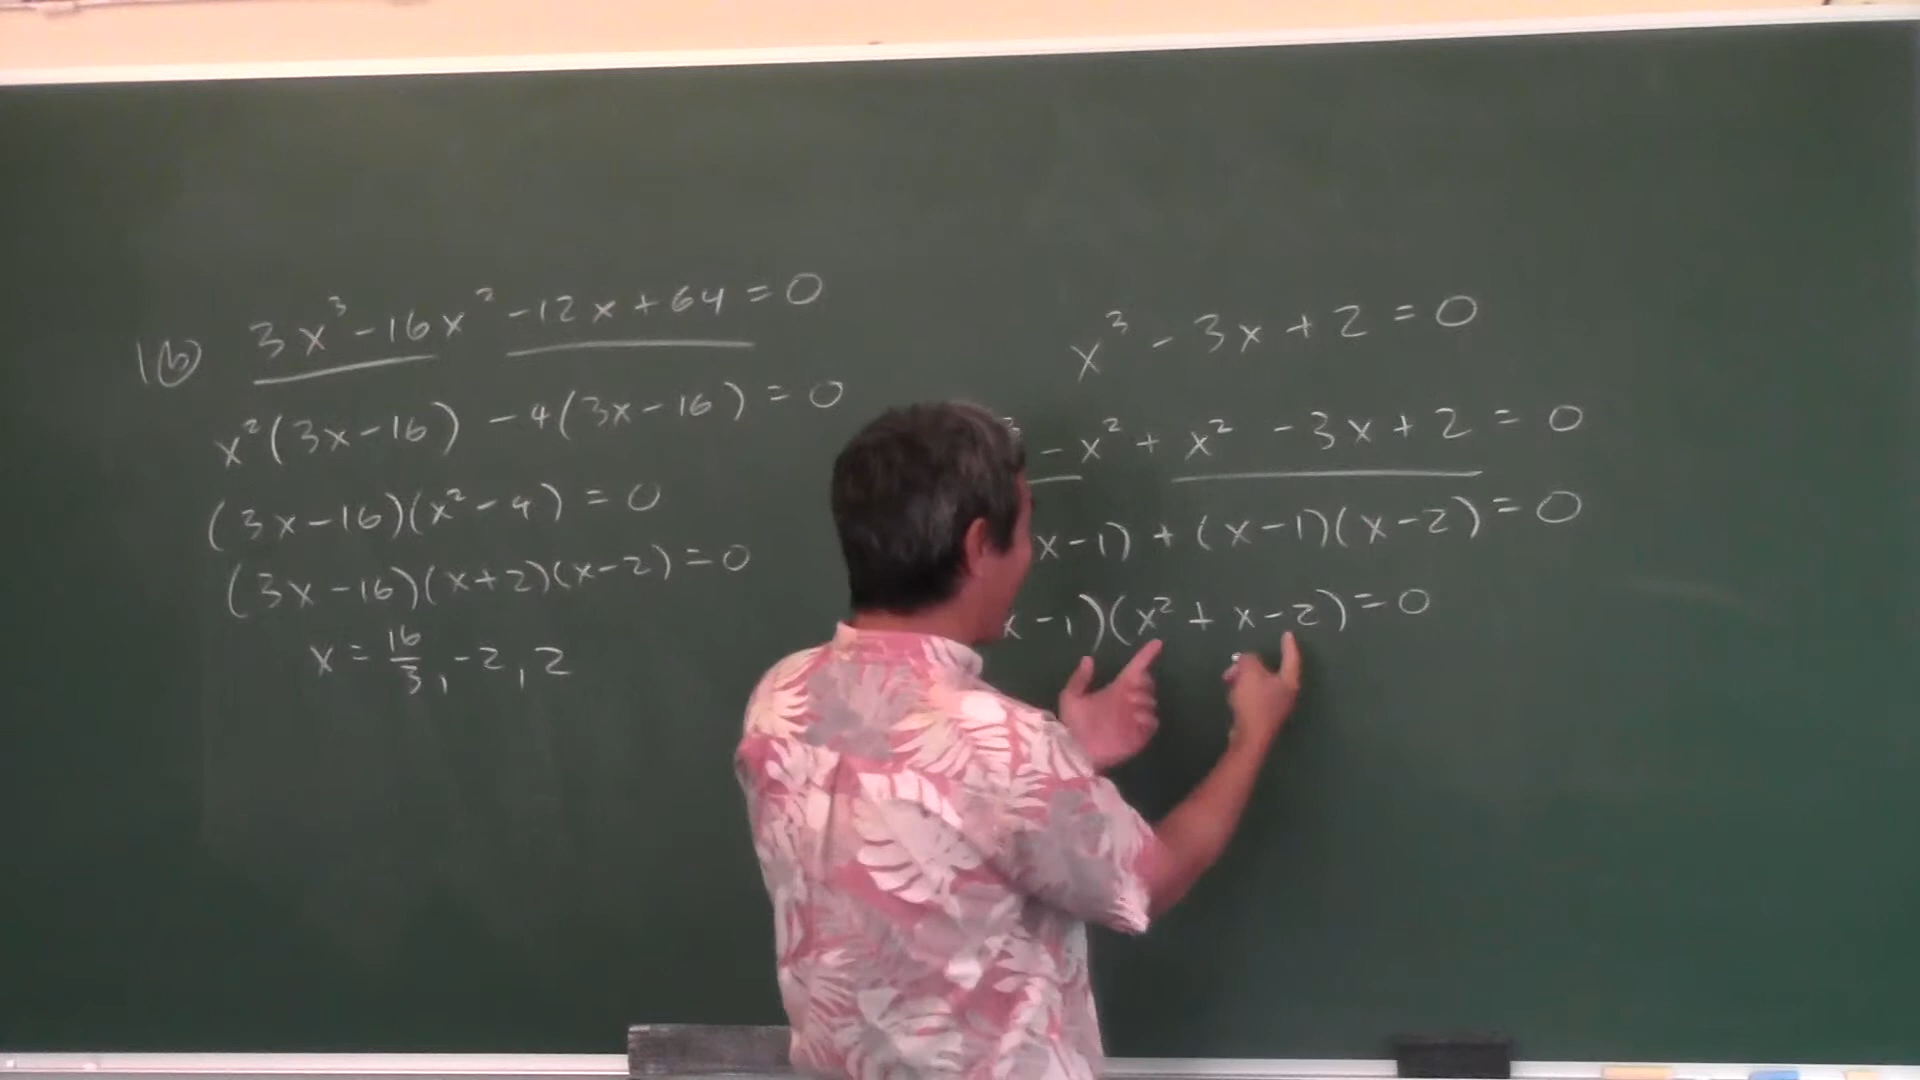 16 3x³-16x²-12x+64=0
x²(3x-16) -4(3x-16)=0
(3x-16)(x²-4)=0
(3x-16)(x+2)(x-2)=0
x=16/3, -2, 2
x³-3x+2=0
-x²+x²-3x+2=0
x-1)+(x-1)(x-2)=0
x-1)(x²+x-2)=0